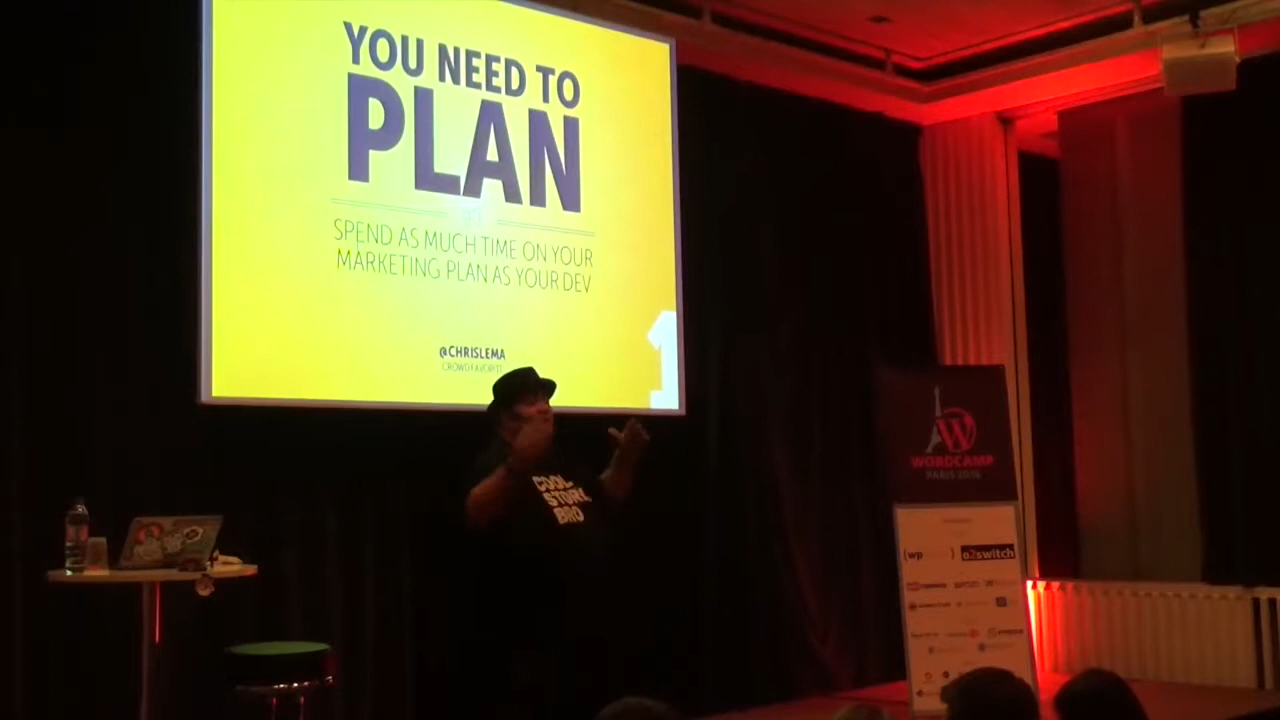 YOU NEED TO
PLAN
SPEND AS MUCH TIME ON YOUR
MARKETING PLAN AS YOUR DEV
@CHRISLEMA
CROWD FAVORITE
1
COOL
STORY
BRO
WORDCAMP
PARIS 2016
(wp )
o2switch